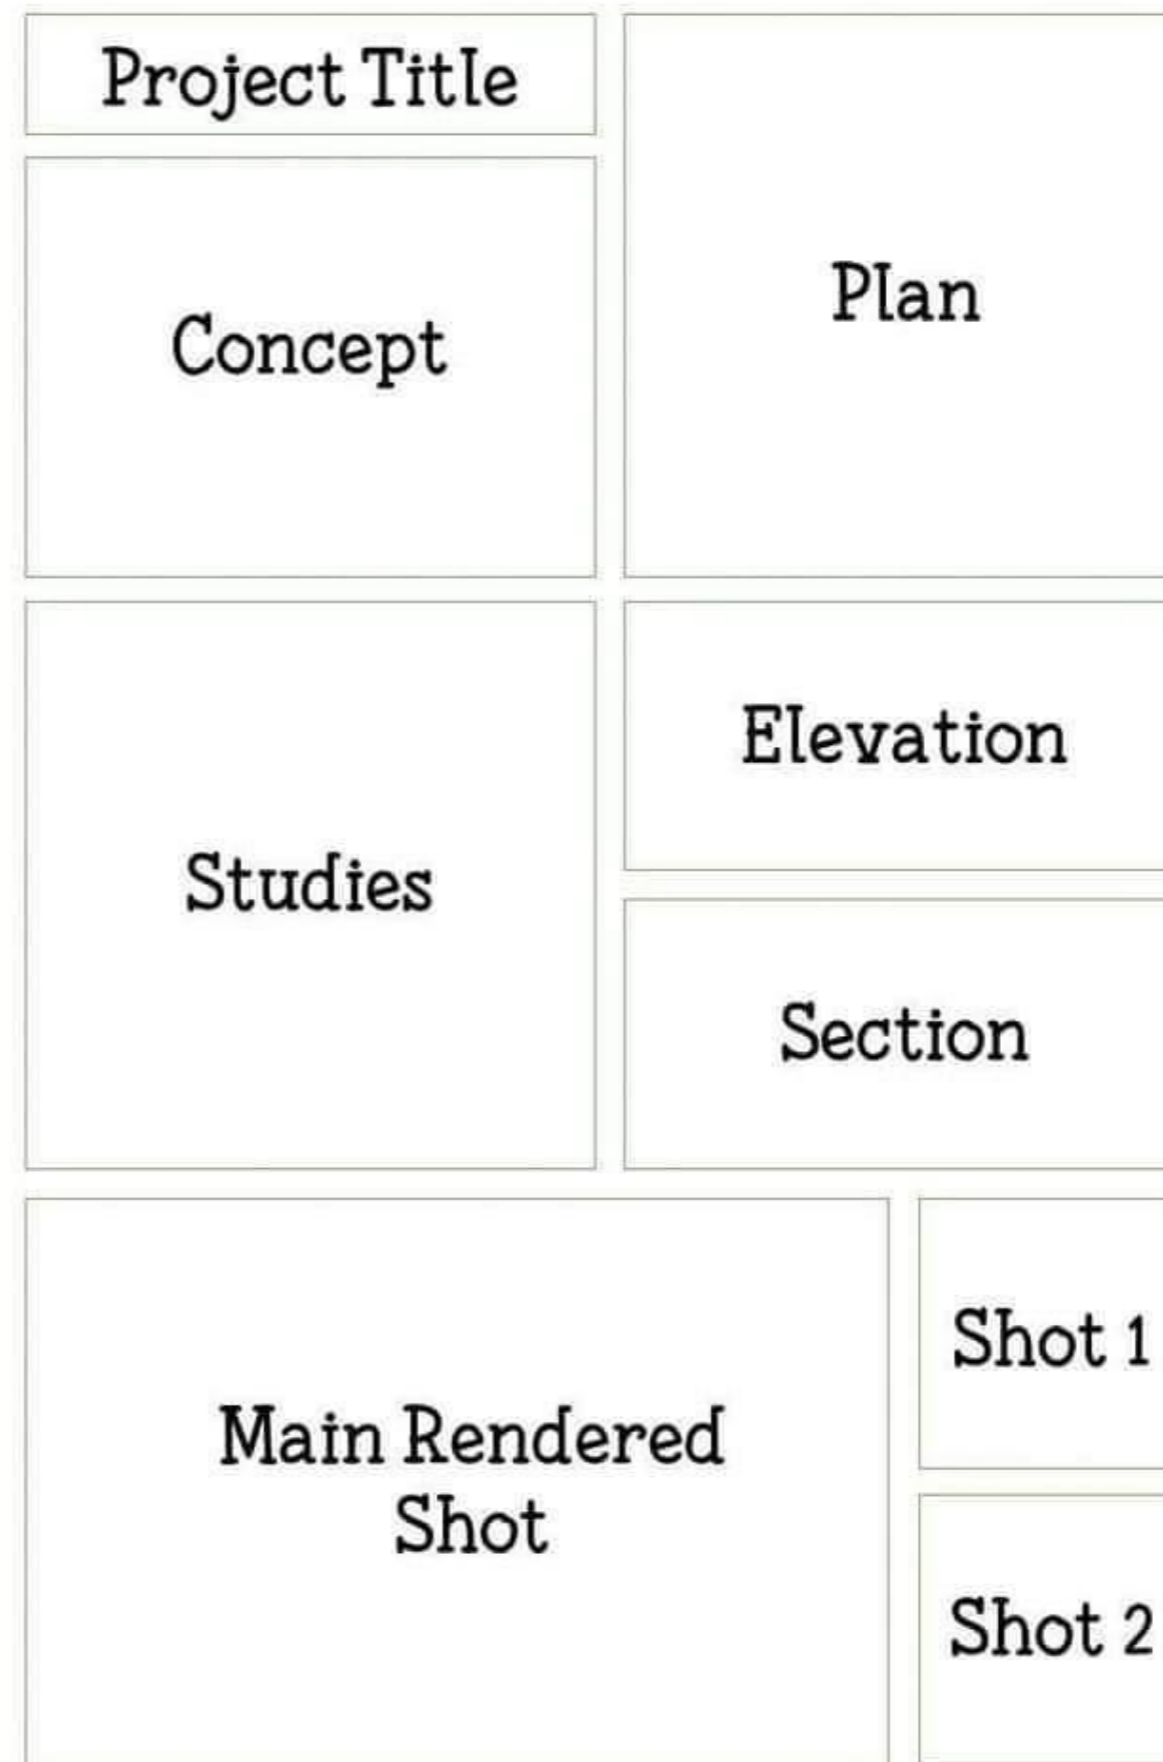 Project Title
Concept
Plan
Studies
Elevation
Section
Main Rendered
Shot
Shot 1
Shot 2